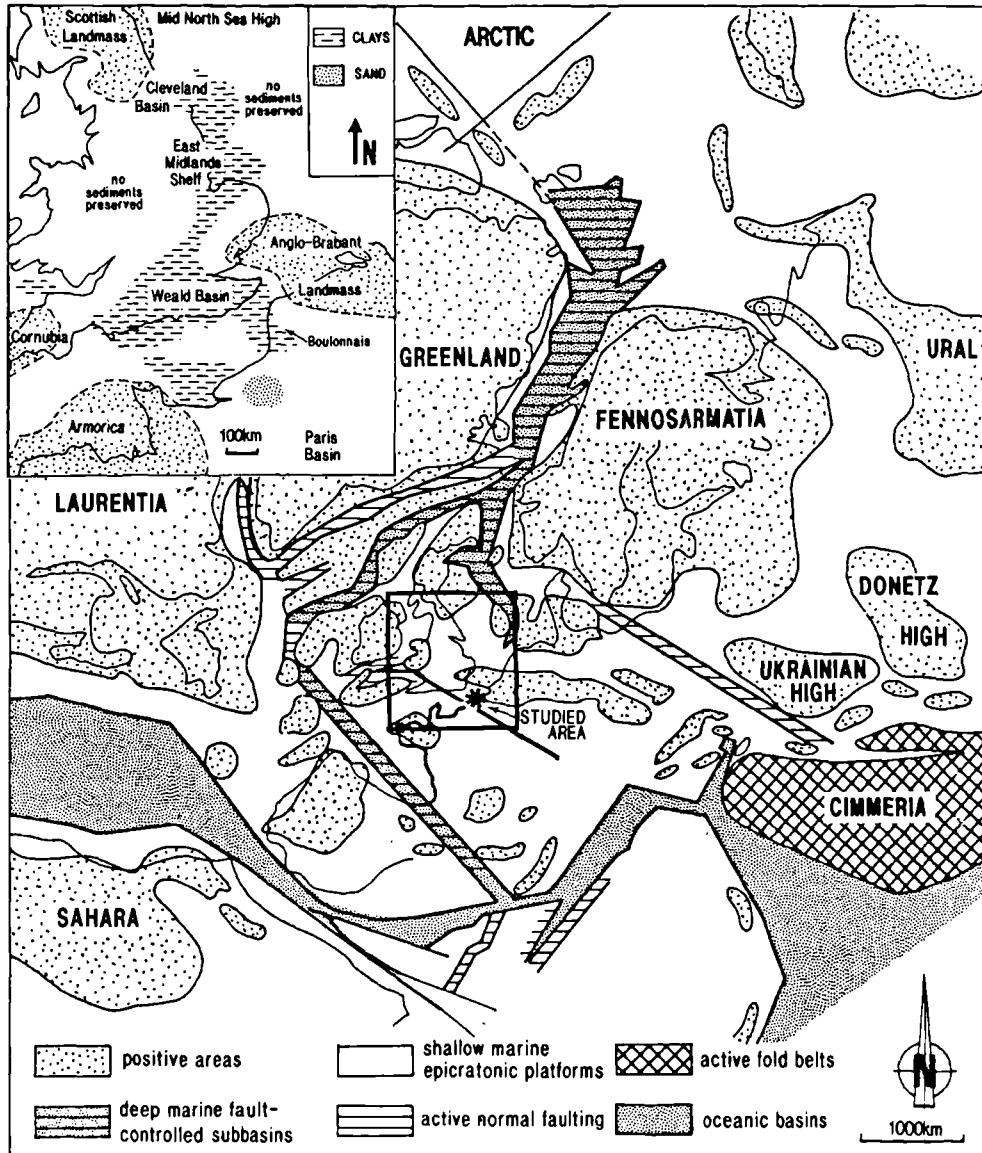 Scottish
Landmass
Mid North Sea High
CLAYS
SAND
N
Cleveland
Basin
no
sediments
preserved
East
Midlands
Shelf
no
sediments
preserved
Anglo-Brabant
Landmass
Weald Basin
Cornubia
Boulonnais
Armorica
100km
Paris
Basin
ARCTIC
GREENLAND
URAL
FENNOSARMATIA
LAURENTIA
DONETZ
HIGH
UKRAINIAN
HIGH
STUDIED
AREA
CIMMERIA
SAHARA
positive areas
shallow marine
epicratonic platforms
active fold belts
deep marine fault-
controlled subbasins
active normal faulting
oceanic basins
N
1000km